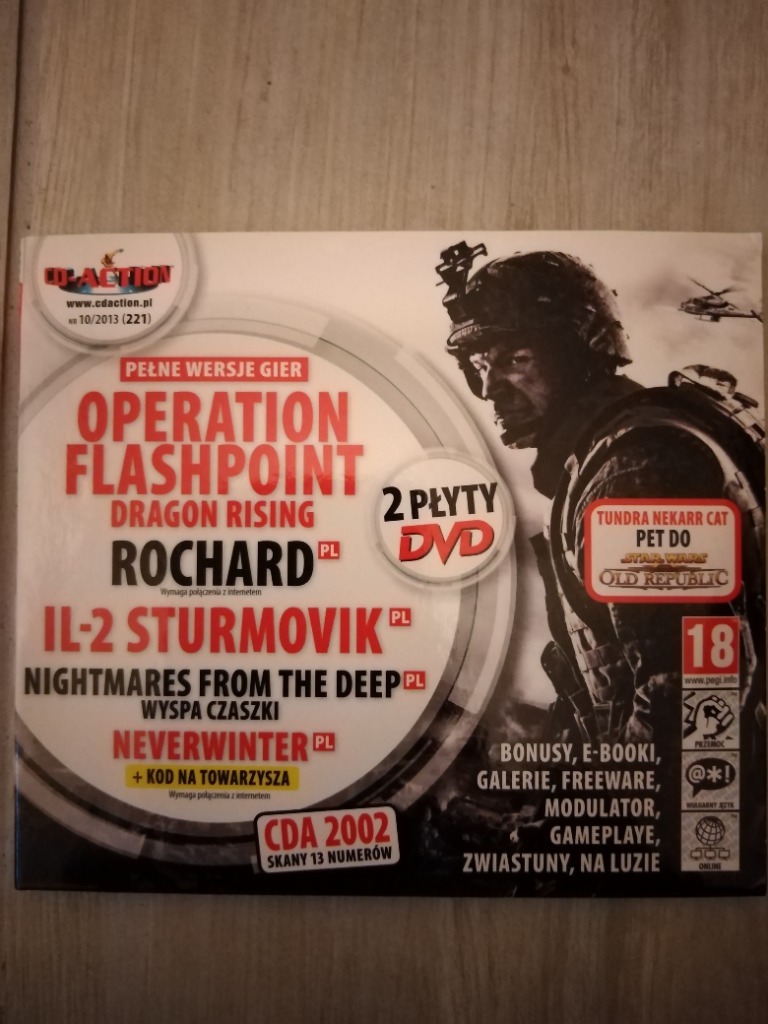 CD-ACTION
www.cdaction.pl
NR 10/2013 (221)
PEŁNE WERSJE GIER
OPERATION
FLASHPOINT
DRAGON RISING
ROCHARD PL
Wymaga połączenia z internetem
IL-2 STURMOVIK PL
NIGHTMARES FROM THE DEEP PL
WYSPA CZASZKI
NEVERWINTER PL
+ KOD NA TOWARZYSZA
Wymaga połączenia z internetem
2 PŁYTY
DVD
CDA 2002
SKANY 13 NUMERÓW
TUNDRA NEKARR CAT
PET DO
STAR WARS
OLD REPUBLIC
18
www.pegi.info
PRZEMOC
@*!
WULGARNY JĘZYK
ONLINE
BONUSY, E-BOOKI,
GALERIE, FREEWARE,
MODULATOR,
GAMEPLAYE,
ZWIASTUNY, NA LUZIE